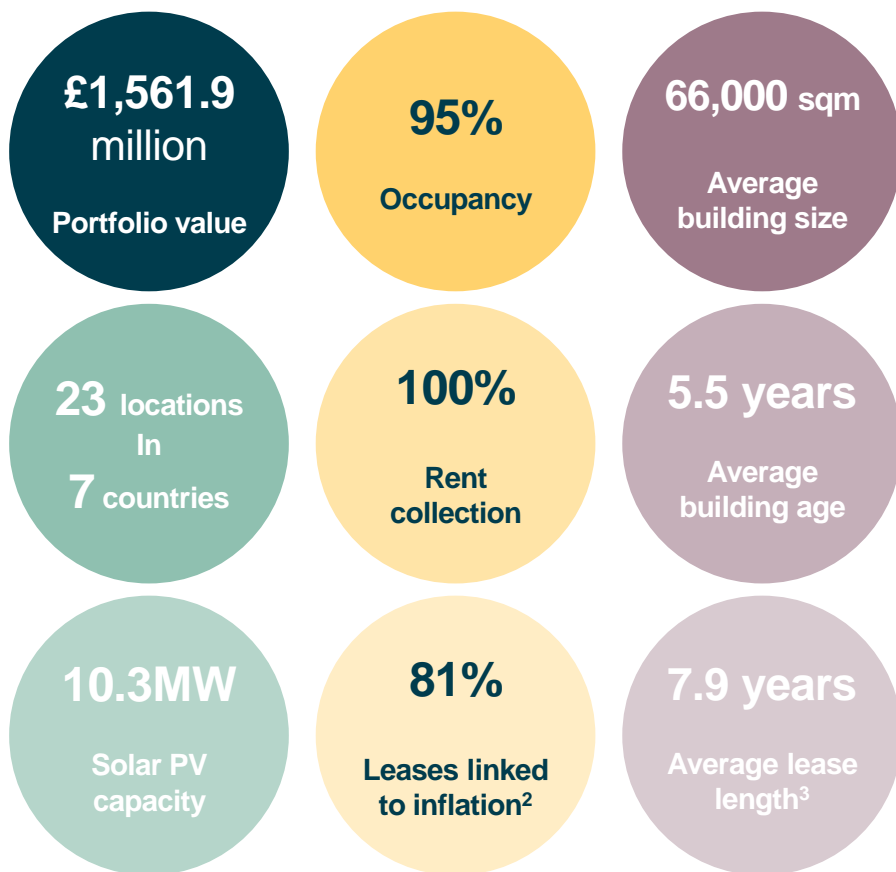 £1,561.9
million
Portfolio value
95%
Occupancy
66,000 sqm
Average
building size
23 locations
In
7 countries
100%
Rent
collection
5.5 years
Average
building age
10.3MW
Solar PV
capacity
81%
Leases linked
to inflation²
7.9 years
Average lease
length³